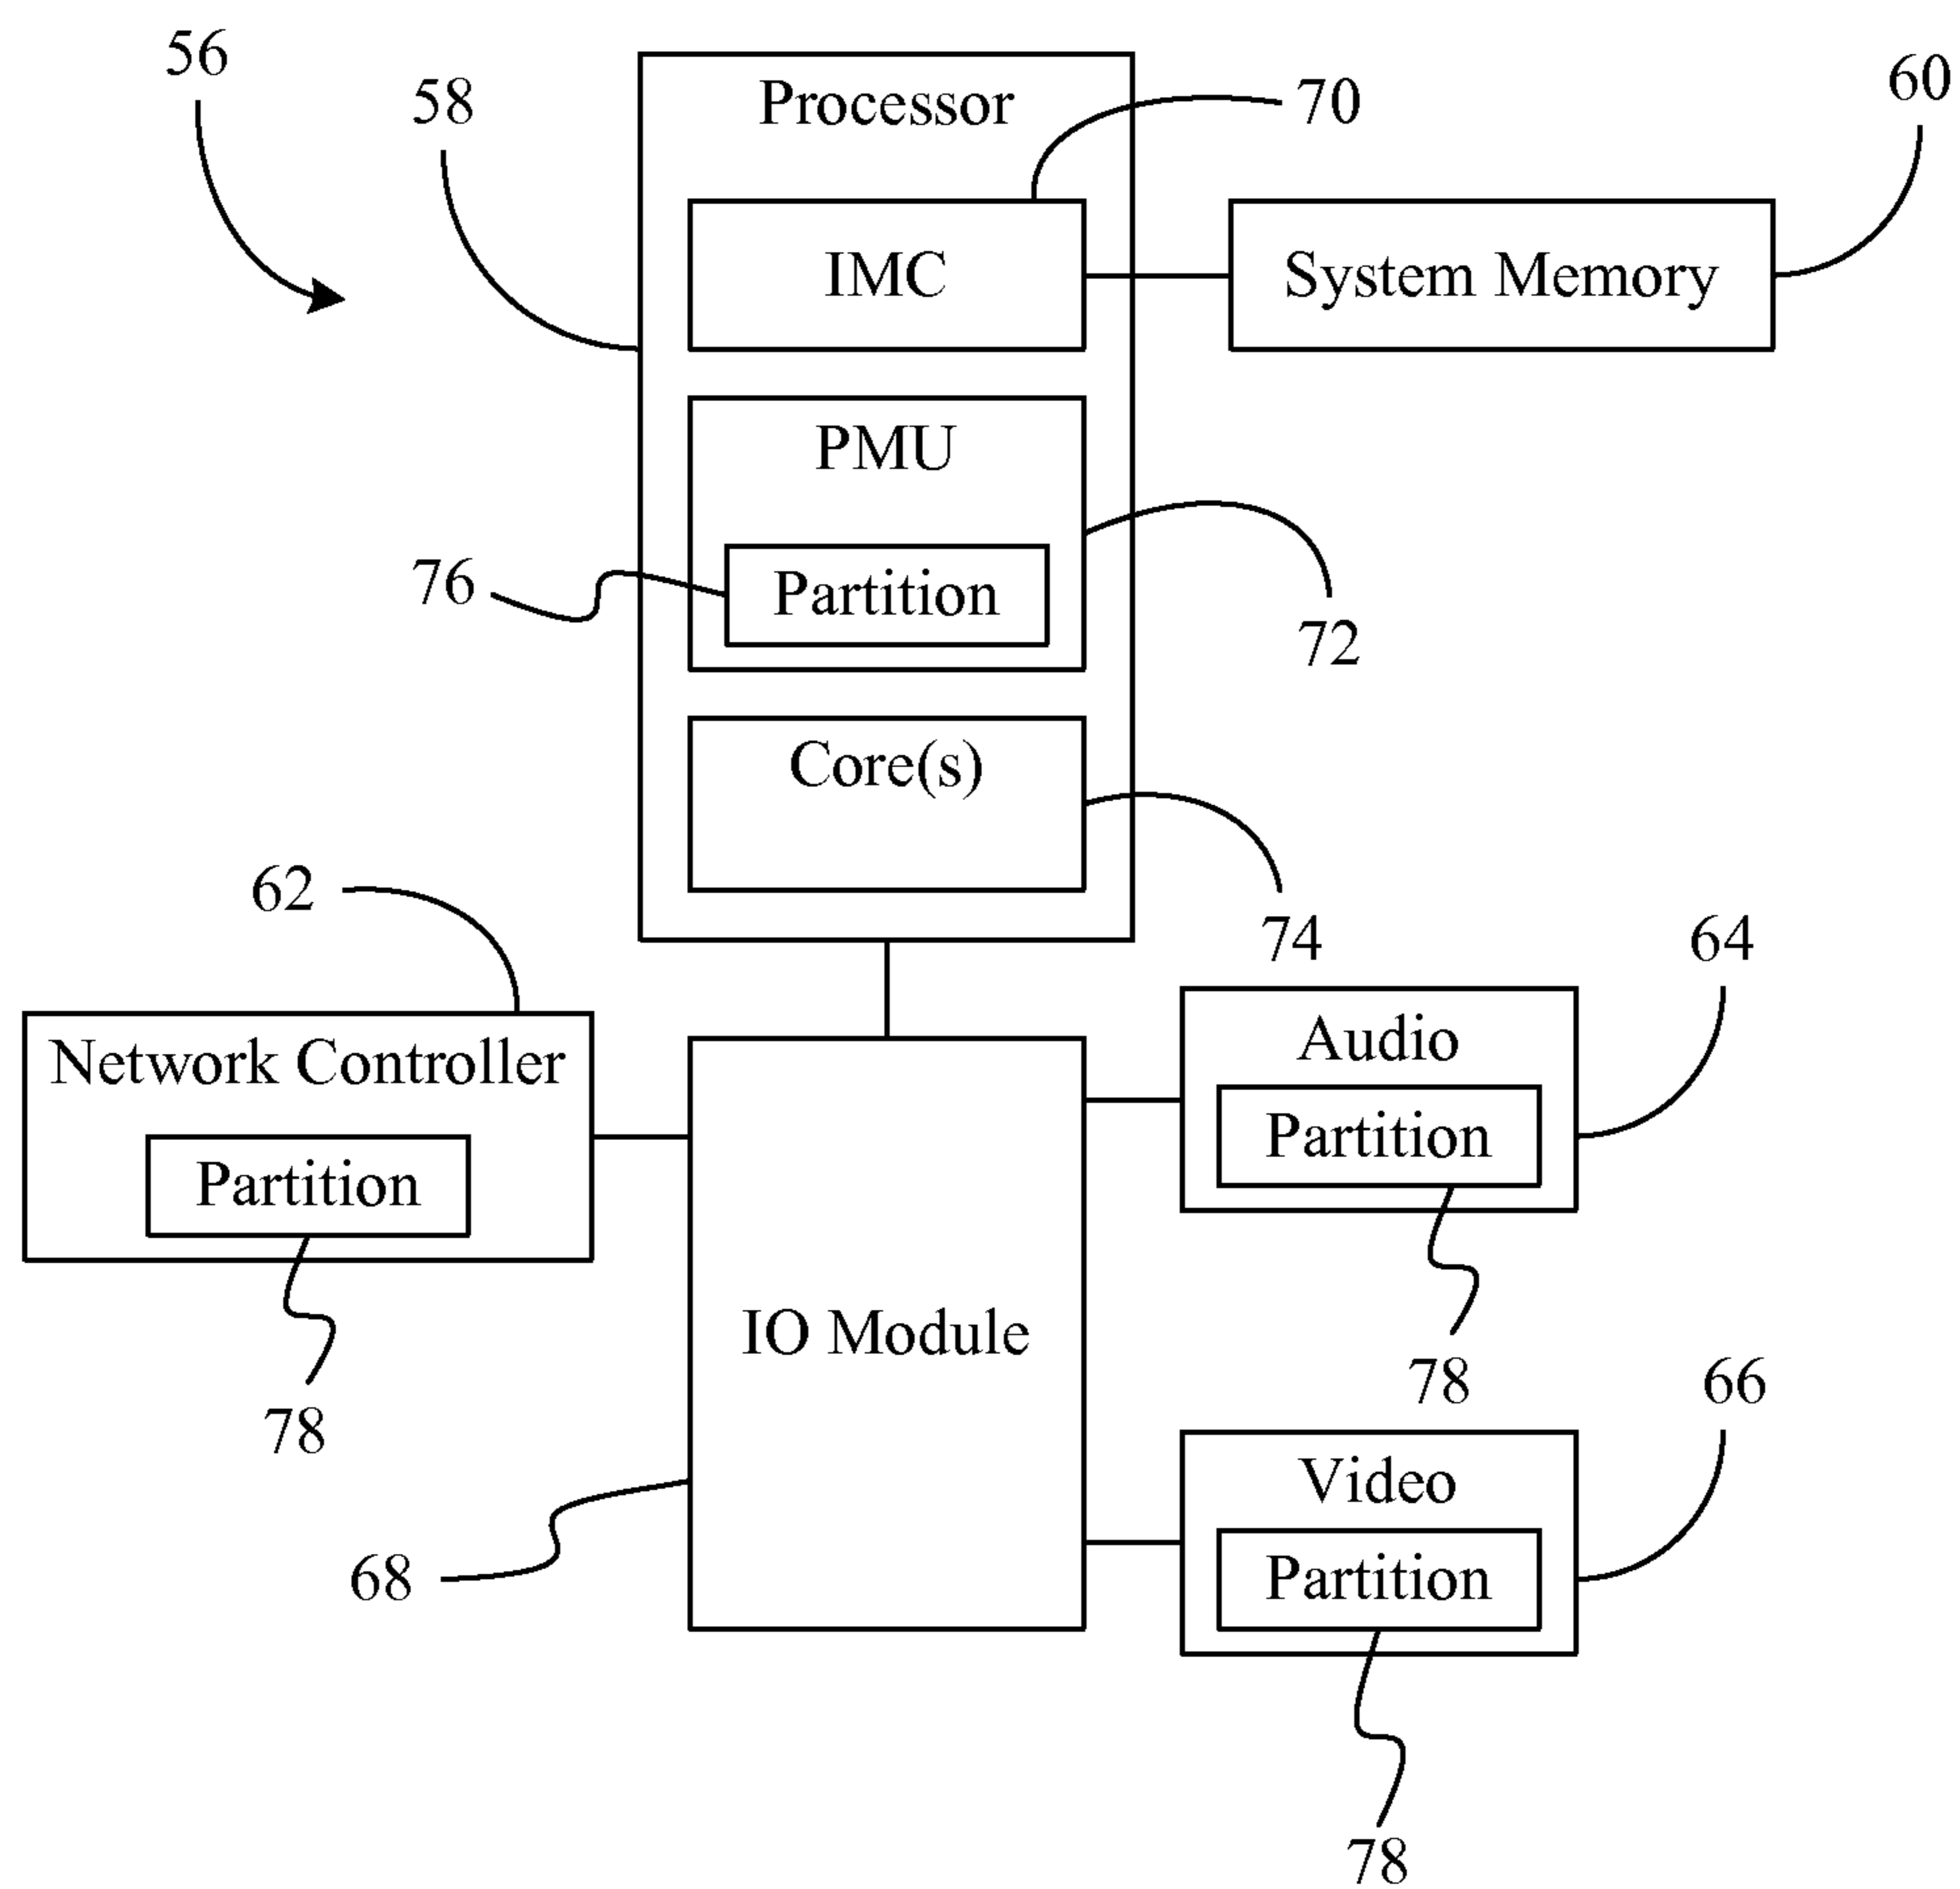 56
58
Processor
70
60
IMC
System Memory
PMU
76
Partition
72
Core(s)
62
74
64
Network Controller
Audio
Partition
Partition
IO Module
78
78
66
Video
68
Partition
78